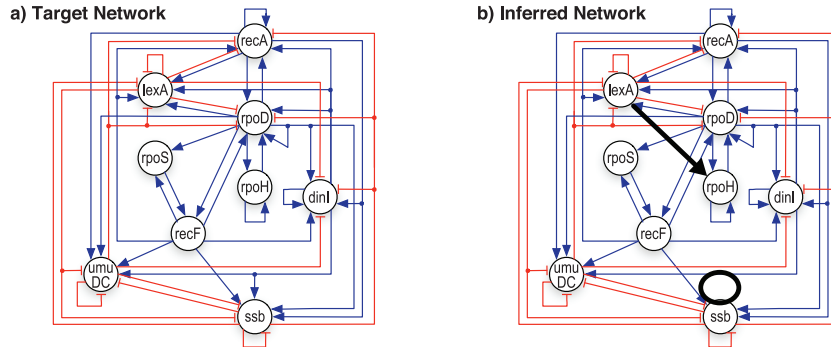 a) Target Network
recA
lexA
rpoD
rpoS
rpoH
dinI
recF
umu
DC
ssb
b) Inferred Network
recA
lexA
rpoD
rpoS
rpoH
dinI
recF
umu
DC
ssb